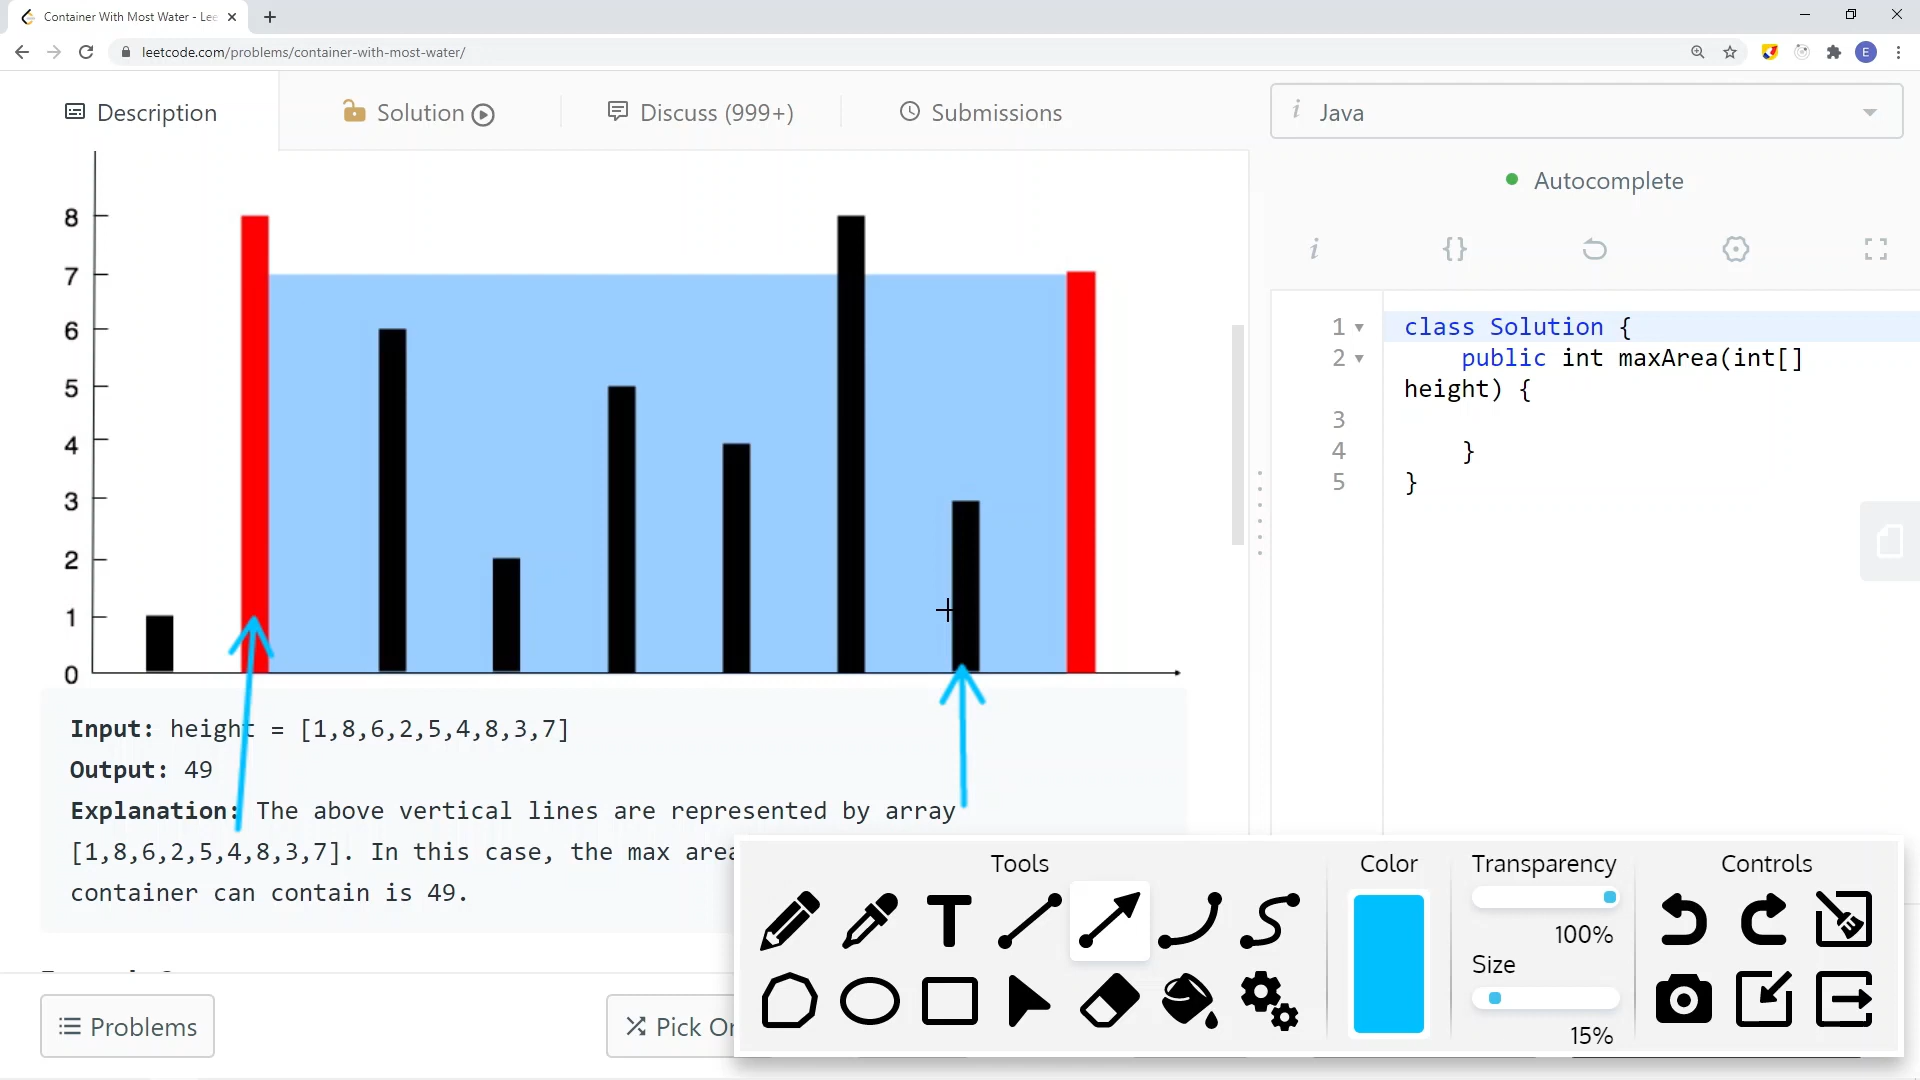 Container With Most Water - Lee
leetcode.com/problems/container-with-most-water/
E
Description
Solution
Discuss (999+)
Submissions
i Java
Autocomplete
i {}
8
7
6
5
4
3
2
1
0
1 class Solution {
2 public int maxArea(int[]
height) {
3
4 }
5 }
Input: height = [1,8,6,2,5,4,8,3,7]
Output: 49
Explanation: The above vertical lines are represented by array
[1,8,6,2,5,4,8,3,7]. In this case, the max area
container can contain is 49.
Problems
Pick Or
Tools
T
Color
Transparency
100%
Size
15%
Controls